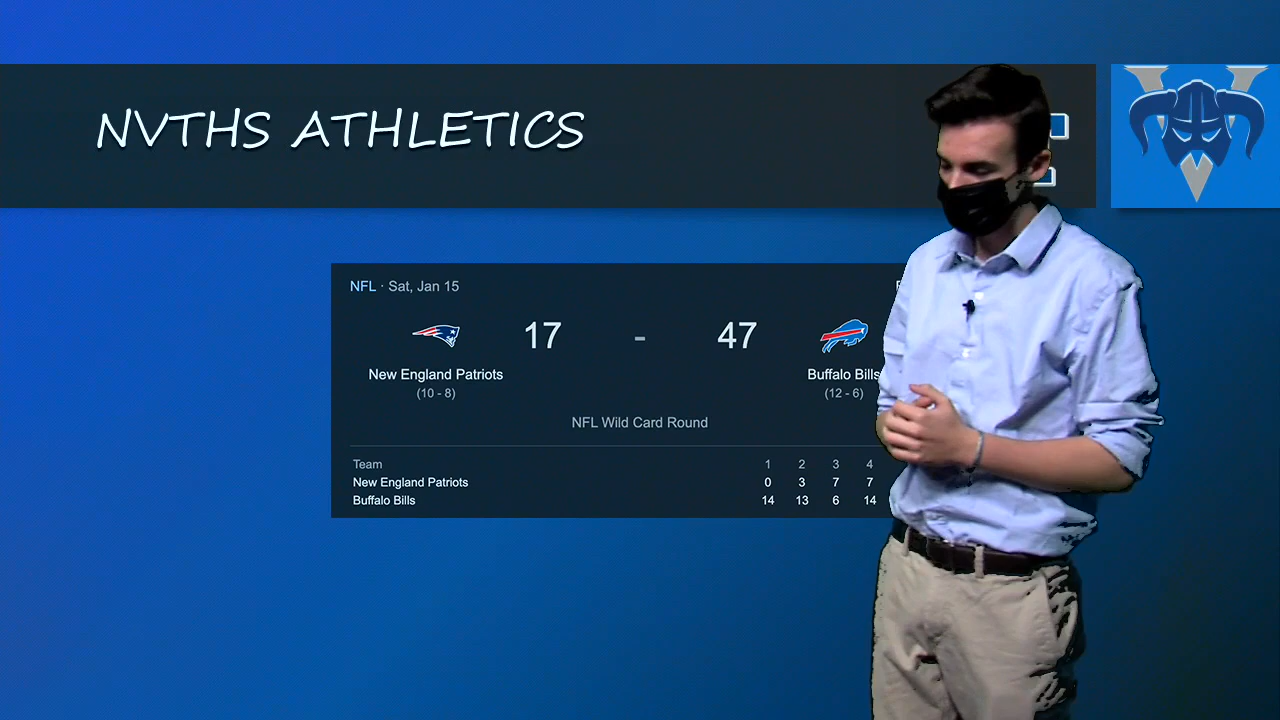 NVTHS ATHLETICS
NFL · Sat, Jan 15
17 - 47
New England Patriots
Buffalo Bills
(10 - 8)
(12 - 6)
NFL Wild Card Round
Team 1 2 3 4
New England Patriots 0 3 7 7
Buffalo Bills 14 13 6 14